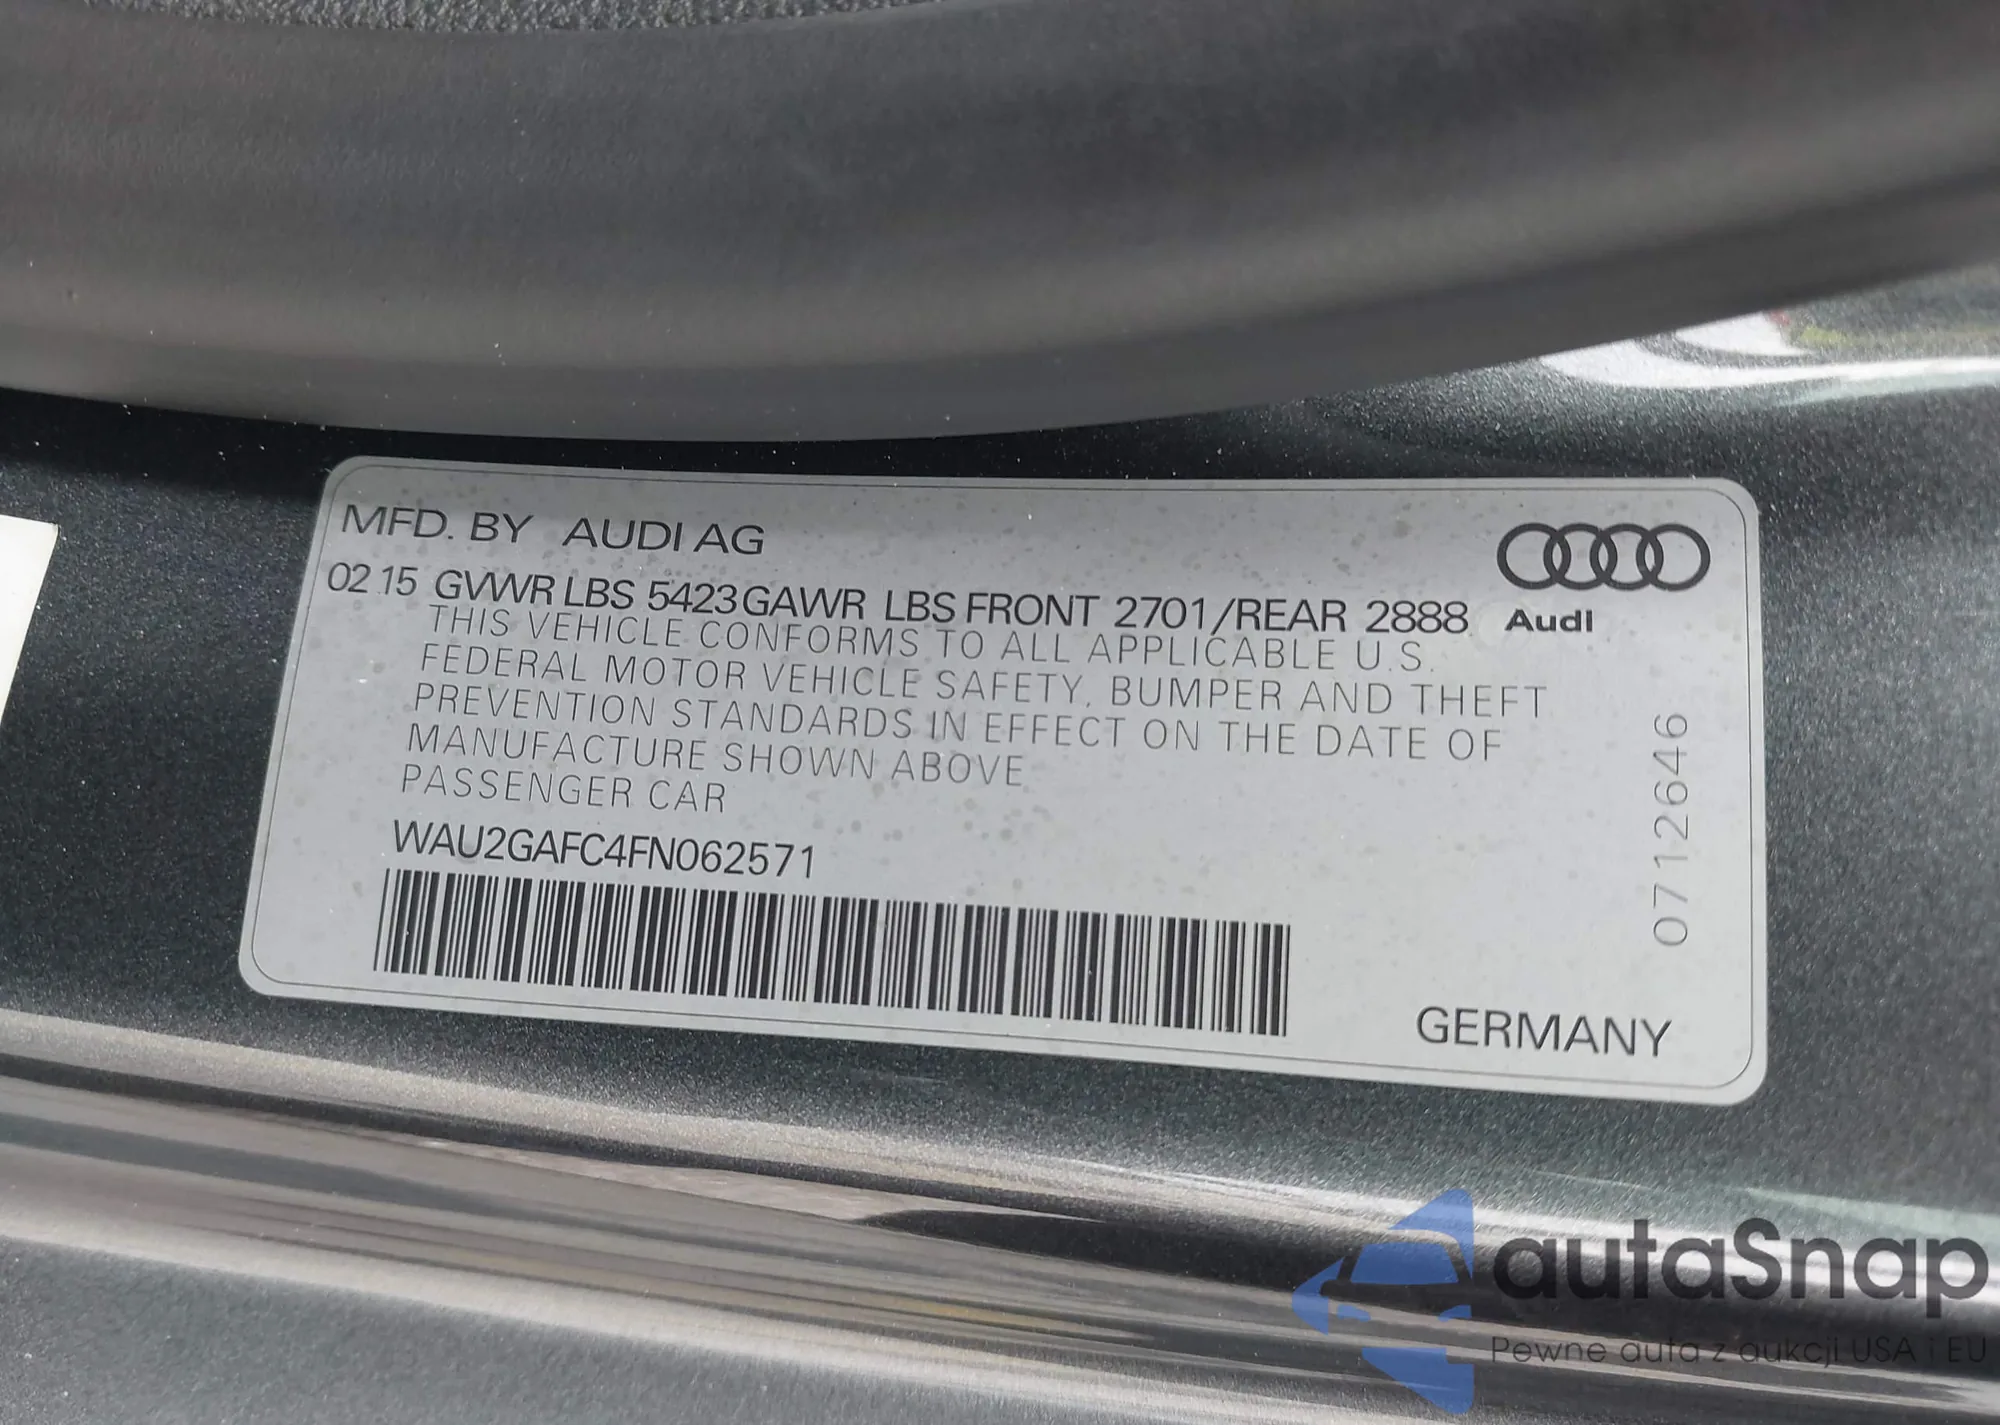 MFD. BY AUDI AG
02 15 GVWR LBS 5423 GAWR LBS FRONT 2701/REAR 2888
Audi
THIS VEHICLE CONFORMS TO ALL APPLICABLE U.S.
FEDERAL MOTOR VEHICLE SAFETY, BUMPER AND THEFT
PREVENTION STANDARDS IN EFFECT ON THE DATE OF
MANUFACTURE SHOWN ABOVE
PASSENGER CAR
WAU2GAFC4FN062571
0712646
GERMANY
autaSnap
Pewne auta z aukcji USA i EU